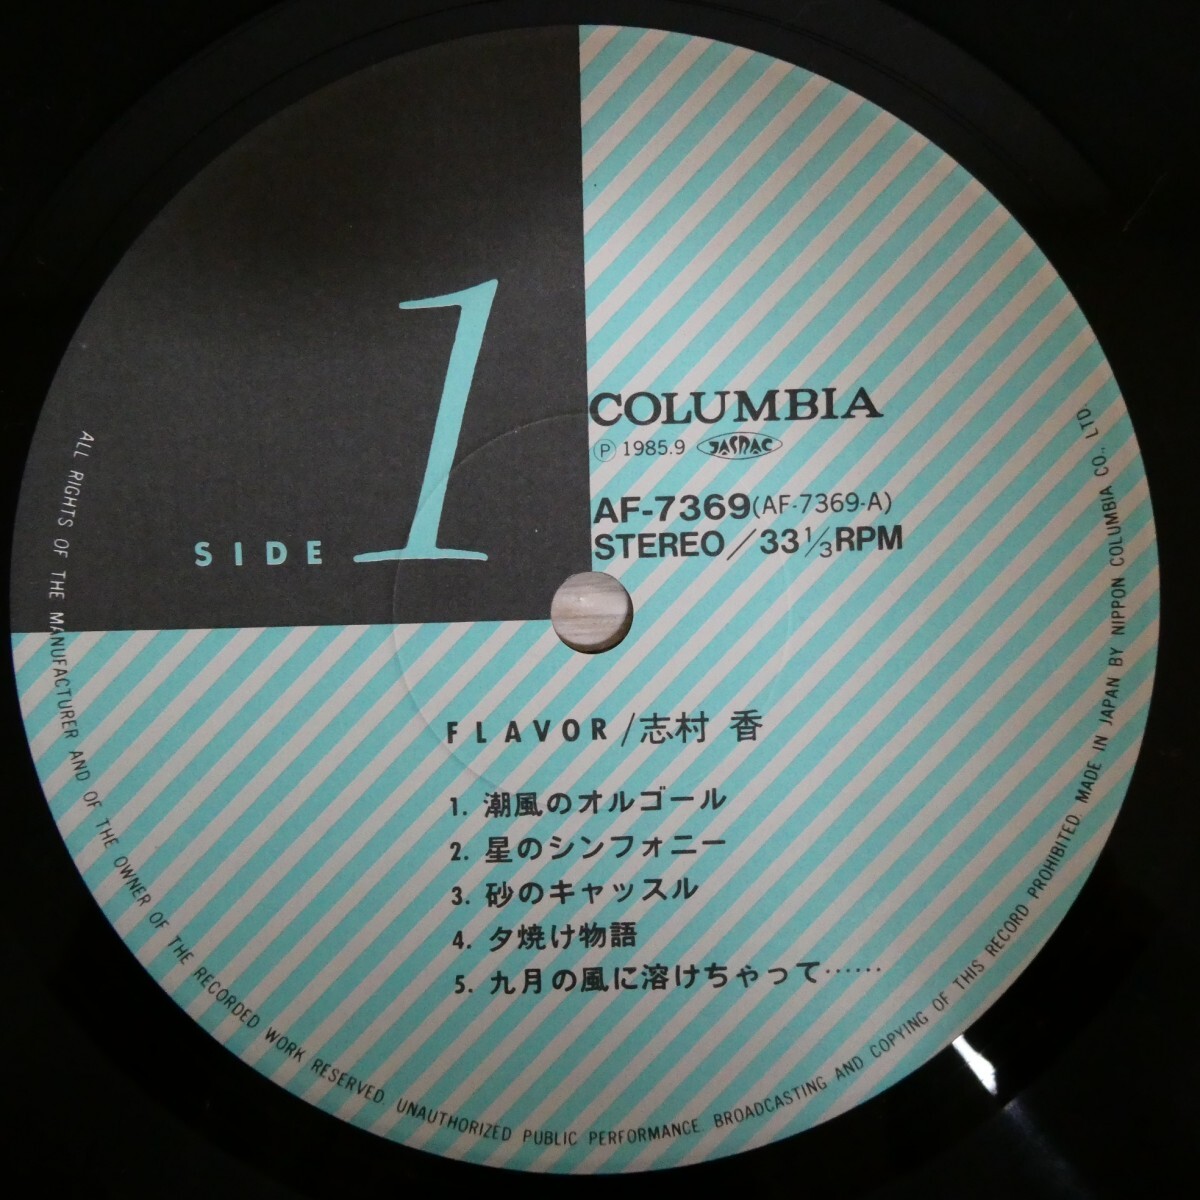 SIDE 1
COLUMBIA
Ⓟ 1985.9 JASRAC
AF-7369(AF-7369-A)
STEREO/33⅓RPM
FLAVOR/志村 香
1. 潮風のオルゴール
2. 星のシンフォニー
3. 砂のキャッスル
4. 夕焼け物語
5. 九月の風に溶けちゃって……
ALL RIGHTS OF THE MANUFACTURER AND OF THE OWNER OF THE RECORDED WORK RESERVED. UNAUTHORIZED PUBLIC PERFORMANCE. BROADCASTING AND COPYING OF THIS RECORD PROHIBITED. MADE IN JAPAN BY NIPPON COLUMBIA CO., LTD.